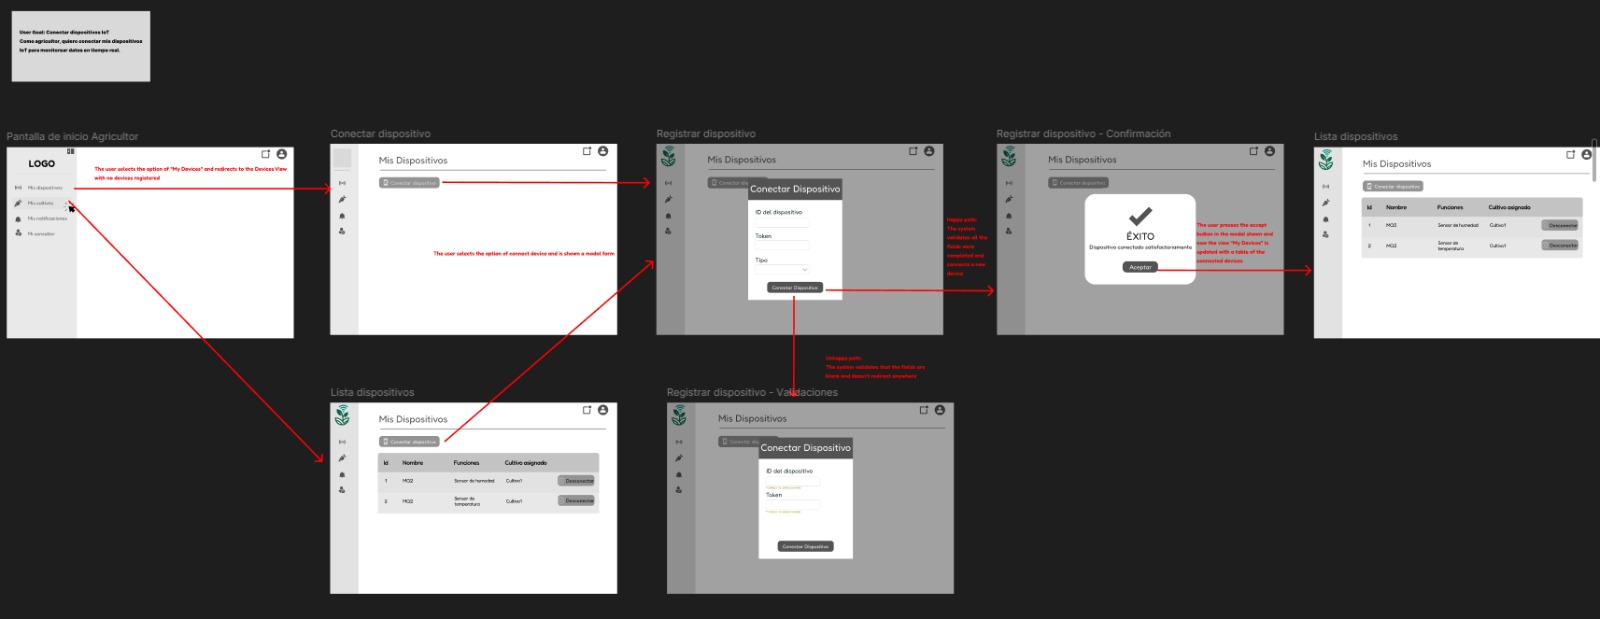 User Goal: Conectar dispositivos IoT
Como agricultor, quiero conectar mis dispositivos
IoT para monitorear datos en tiempo real.
Pantalla de inicio Agricultor
LOGO
Mis dispositivos
Mis cultivos
Mis notificaciones
Mi consultor
The user selects the option of "My Devices" and redirects to the Devices View
with no devices registered
Conectar dispositivo
Mis Dispositivos
Conectar dispositivo
The user selects the option of connect device and is shown a modal form
Registrar dispositivo
Mis Dispositivos
Conectar dis
Conectar Dispositivo
ID del dispositivo
Token
Tipo
Conectar Dispositivo
Happy path:
The system
validates all the
fields were
completed and
connects a new
device
Registrar dispositivo - Confirmación
Mis Dispositivos
Conectar dispositivo
ÉXITO
Dispositivo conectado satisfactoriamente
Aceptar
The user presses the accept
button in the modal shown and
now the view "My Devices" is
updated with a table of the
connected devices
Lista dispositivos
Mis Dispositivos
Conectar dispositivo
Id Nombre Funciones Cultivo asignado
1 MQ2 Sensor de humedad Cultivo1 Desconectar
2 MQ2 Sensor de
temperatura Cultivo1 Desconectar
Unhappy path:
The system validates that the fields are
blank and doesn't redirect anywhere
Lista dispositivos
Mis Dispositivos
Conectar dispositivo
Id Nombre Funciones Cultivo asignado
1 MQ2 Sensor de humedad Cultivo1 Desconectar
2 MQ2 Sensor de
temperatura Cultivo1 Desconectar
Registrar dispositivo - Validaciones
Mis Dispositivos
Conectar dis
Conectar Dispositivo
ID del dispositivo
Token
Conectar Dispositivo